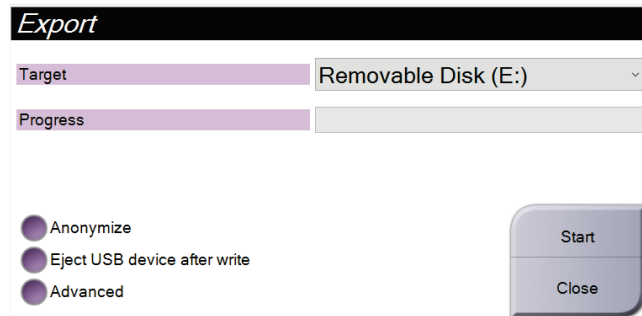 Export
Target
Removable Disk (E:)
Progress
Anonymize
Eject USB device after write
Advanced
Start
Close